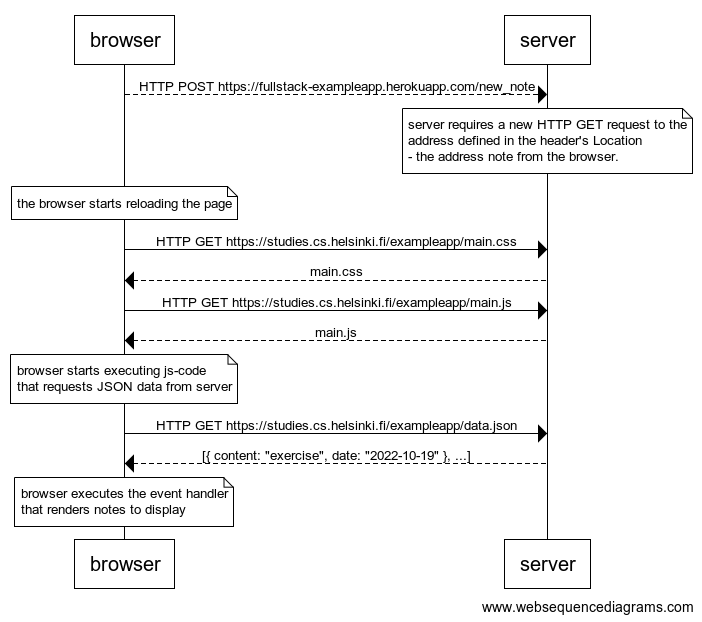 browser
server
HTTP POST https://fullstack-exampleapp.herokuapp.com/new_note
server requires a new HTTP GET request to the
address defined in the header's Location
- the address note from the browser.
the browser starts reloading the page
HTTP GET https://studies.cs.helsinki.fi/exampleapp/main.css
main.css
HTTP GET https://studies.cs.helsinki.fi/exampleapp/main.js
main.js
browser starts executing js-code
that requests JSON data from server
HTTP GET https://studies.cs.helsinki.fi/exampleapp/data.json
[{ content: "exercise", date: "2022-10-19" }, ...]
browser executes the event handler
that renders notes to display
browser
server
www.websequencediagrams.com